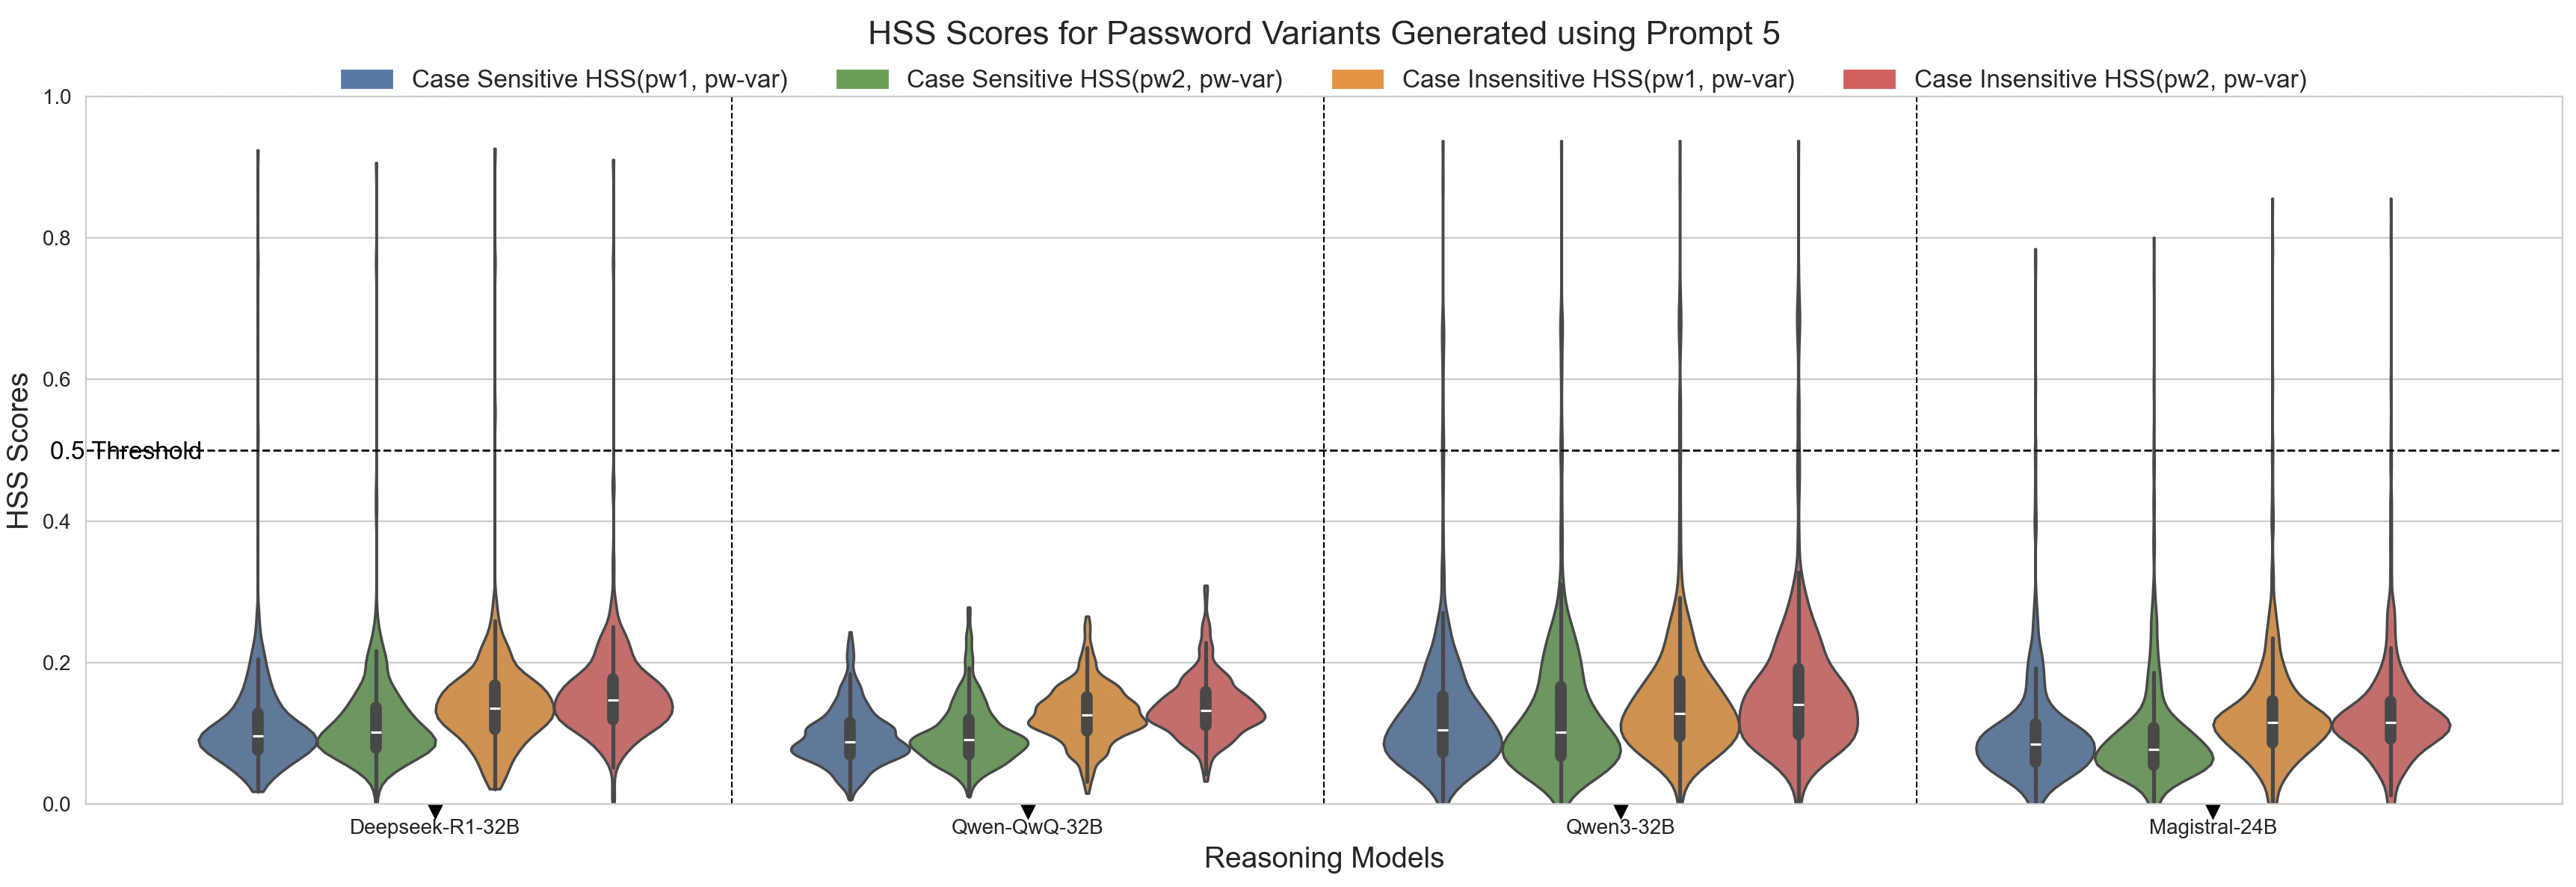 HSS Scores for Password Variants Generated using Prompt 5
Case Sensitive HSS(pw1, pw-var) Case Sensitive HSS(pw2, pw-var) Case Insensitive HSS(pw1, pw-var) Case Insensitive HSS(pw2, pw-var)
HSS Scores
1.0
0.8
0.6
0.5 Threshold
0.4
0.2
0.0
Deepseek-R1-32B Qwen-QwQ-32B Qwen3-32B Magistral-24B
Reasoning Models